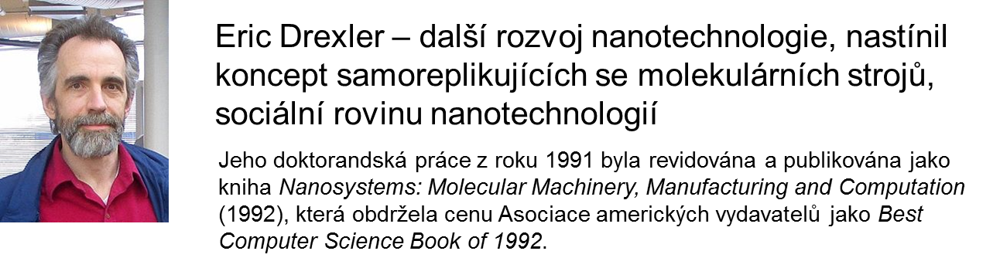 Eric Drexler – další rozvoj nanotechnologie, nastínil
koncept samoreplikujících se molekulárních strojů,
sociální rovinu nanotechnologií
Jeho doktorandská práce z roku 1991 byla revidována a publikována jako
kniha Nanosystems: Molecular Machinery, Manufacturing and Computation
(1992), která obdržela cenu Asociace amerických vydavatelů jako Best
Computer Science Book of 1992.